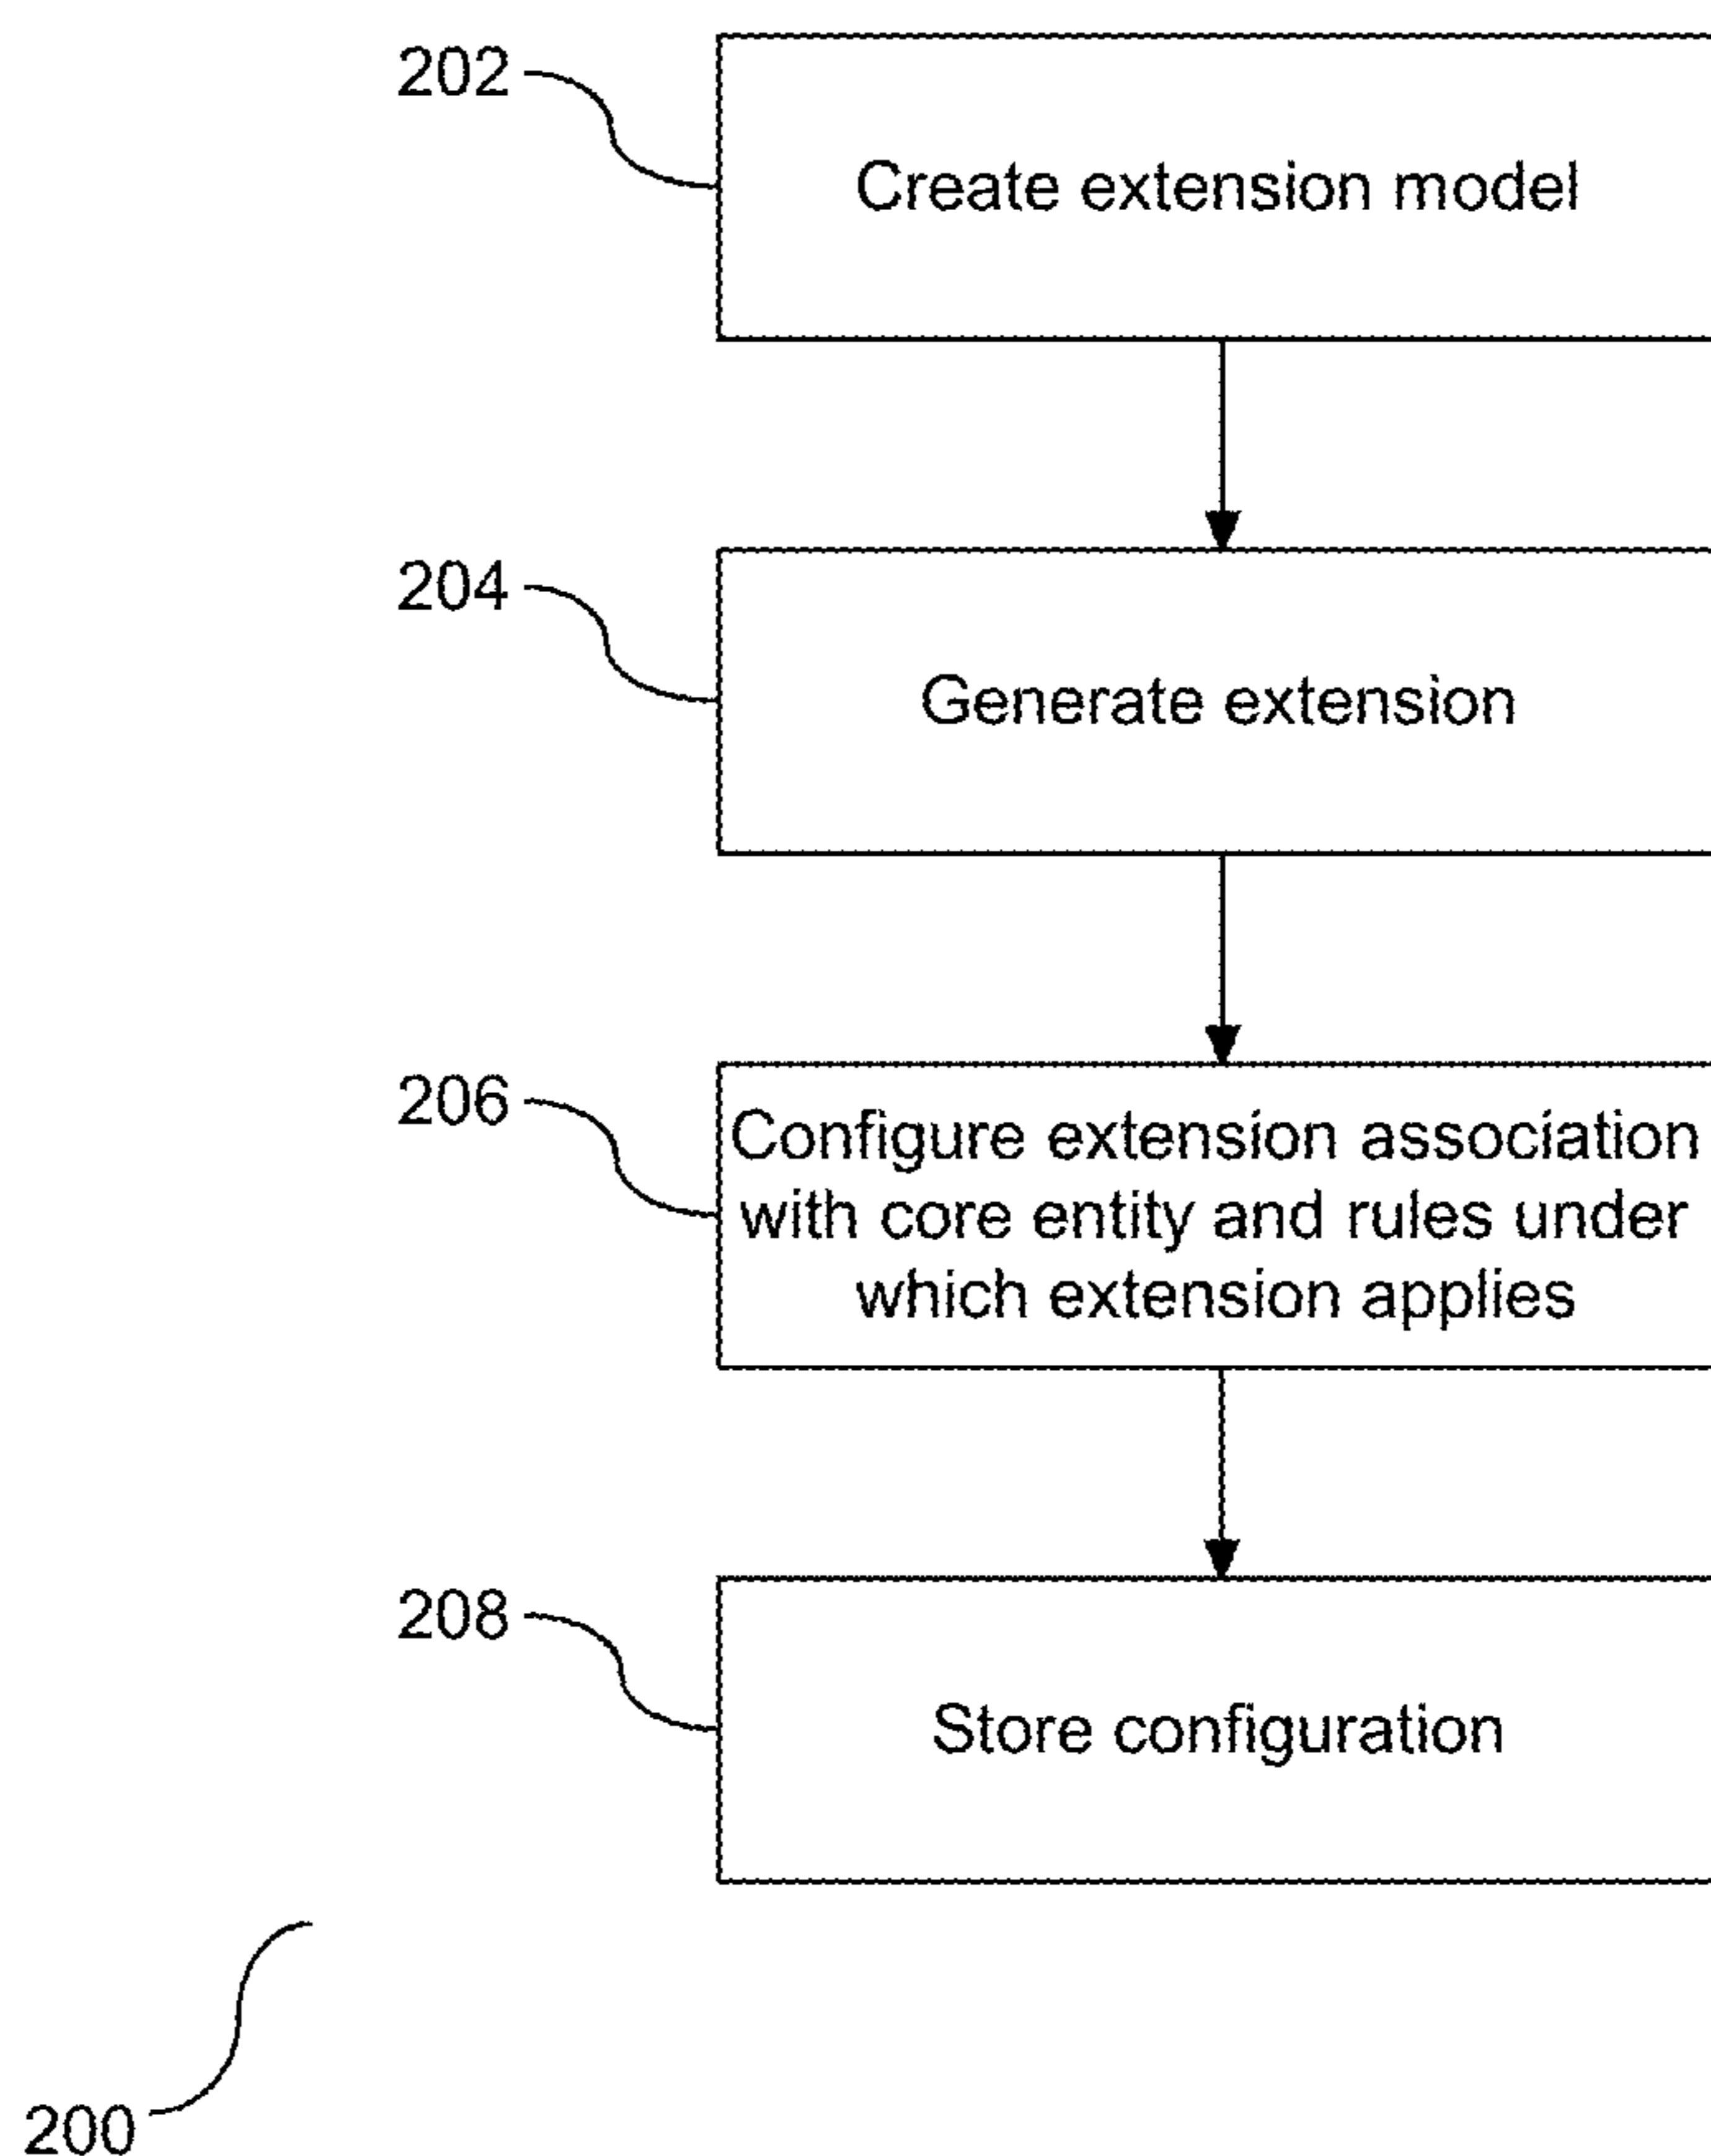 202
Create extension model
204
Generate extension
206
Configure extension association
with core entity and rules under
which extension applies
208
Store configuration
200